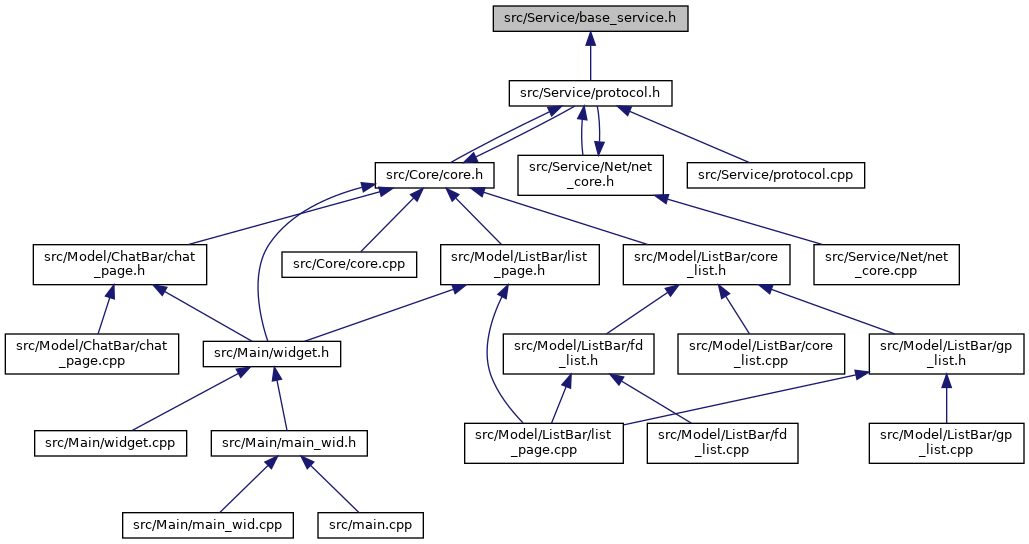 src/Service/base_service.h
src/Service/protocol.h
src/Core/core.h
src/Service/Net/net
_core.h
src/Service/protocol.cpp
src/Model/ChatBar/chat
_page.h
src/Core/core.cpp
src/Model/ListBar/list
_page.h
src/Model/ListBar/core
_list.h
src/Service/Net/net
_core.cpp
src/Model/ChatBar/chat
_page.cpp
src/Main/widget.h
src/Model/ListBar/fd
_list.h
src/Model/ListBar/core
_list.cpp
src/Model/ListBar/gp
_list.h
src/Main/widget.cpp
src/Main/main_wid.h
src/Model/ListBar/list
_page.cpp
src/Model/ListBar/fd
_list.cpp
src/Model/ListBar/gp
_list.cpp
src/Main/main_wid.cpp
src/main.cpp